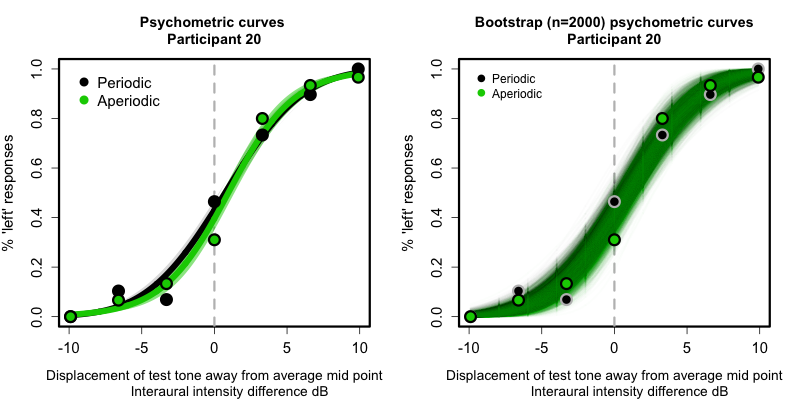 Psychometric curves
Participant 20
1.0
0.8
0.6
0.4
0.2
0.0
% 'left' responses
Periodic
Aperiodic
-10 -5 0 5 10
Displacement of test tone away from average mid point
Interaural intensity difference dB
Bootstrap (n=2000) psychometric curves
Participant 20
1.0
0.8
0.6
0.4
0.2
0.0
% 'left' responses
Periodic
Aperiodic
-10 -5 0 5 10
Displacement of test tone away from average mid point
Interaural intensity difference dB